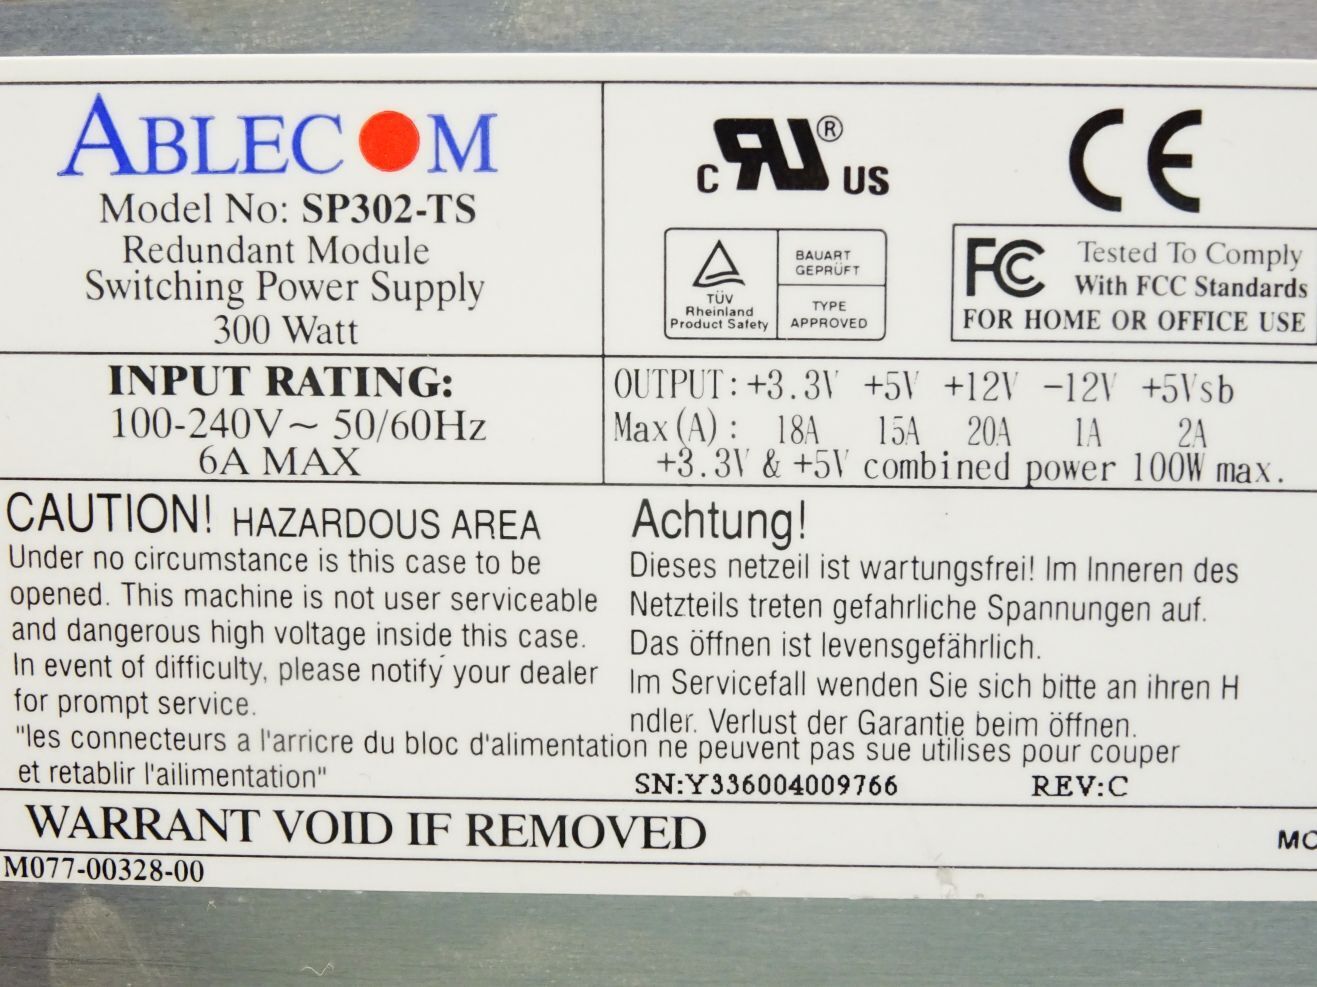 ABLECOM
Model No: SP302-TS
Redundant Module
Switching Power Supply
300 Watt
c RU ® US
CE
TÜV
Rheinland
Product Safety
BAUART
GEPRÜFT
TYPE
APPROVED
FC Tested To Comply
With FCC Standards
FOR HOME OR OFFICE USE
INPUT RATING:
100-240V~ 50/60Hz
6A MAX
OUTPUT: +3.3V +5V +12V -12V +5Vsb
Max(A): 18A 15A 20A 1A 2A
+3.3V & +5V combined power 100W max.
CAUTION! HAZARDOUS AREA
Under no circumstance is this case to be
opened. This machine is not user serviceable
and dangerous high voltage inside this case.
In event of difficulty, please notify your dealer
for prompt service.
Achtung!
Dieses netzeil ist wartungsfrei! Im Inneren des
Netzteils treten gefahrliche Spannungen auf.
Das öffnen ist levensgefährlich.
Im Servicefall wenden Sie sich bitte an ihren H
ndler. Verlust der Garantie beim öffnen.
"les connecteurs a l'arricre du bloc d'alimentation ne peuvent pas sue utilises pour couper
et retablir l'ailimentation"
SN:Y336004009766 REV:C
WARRANT VOID IF REMOVED
M077-00328-00